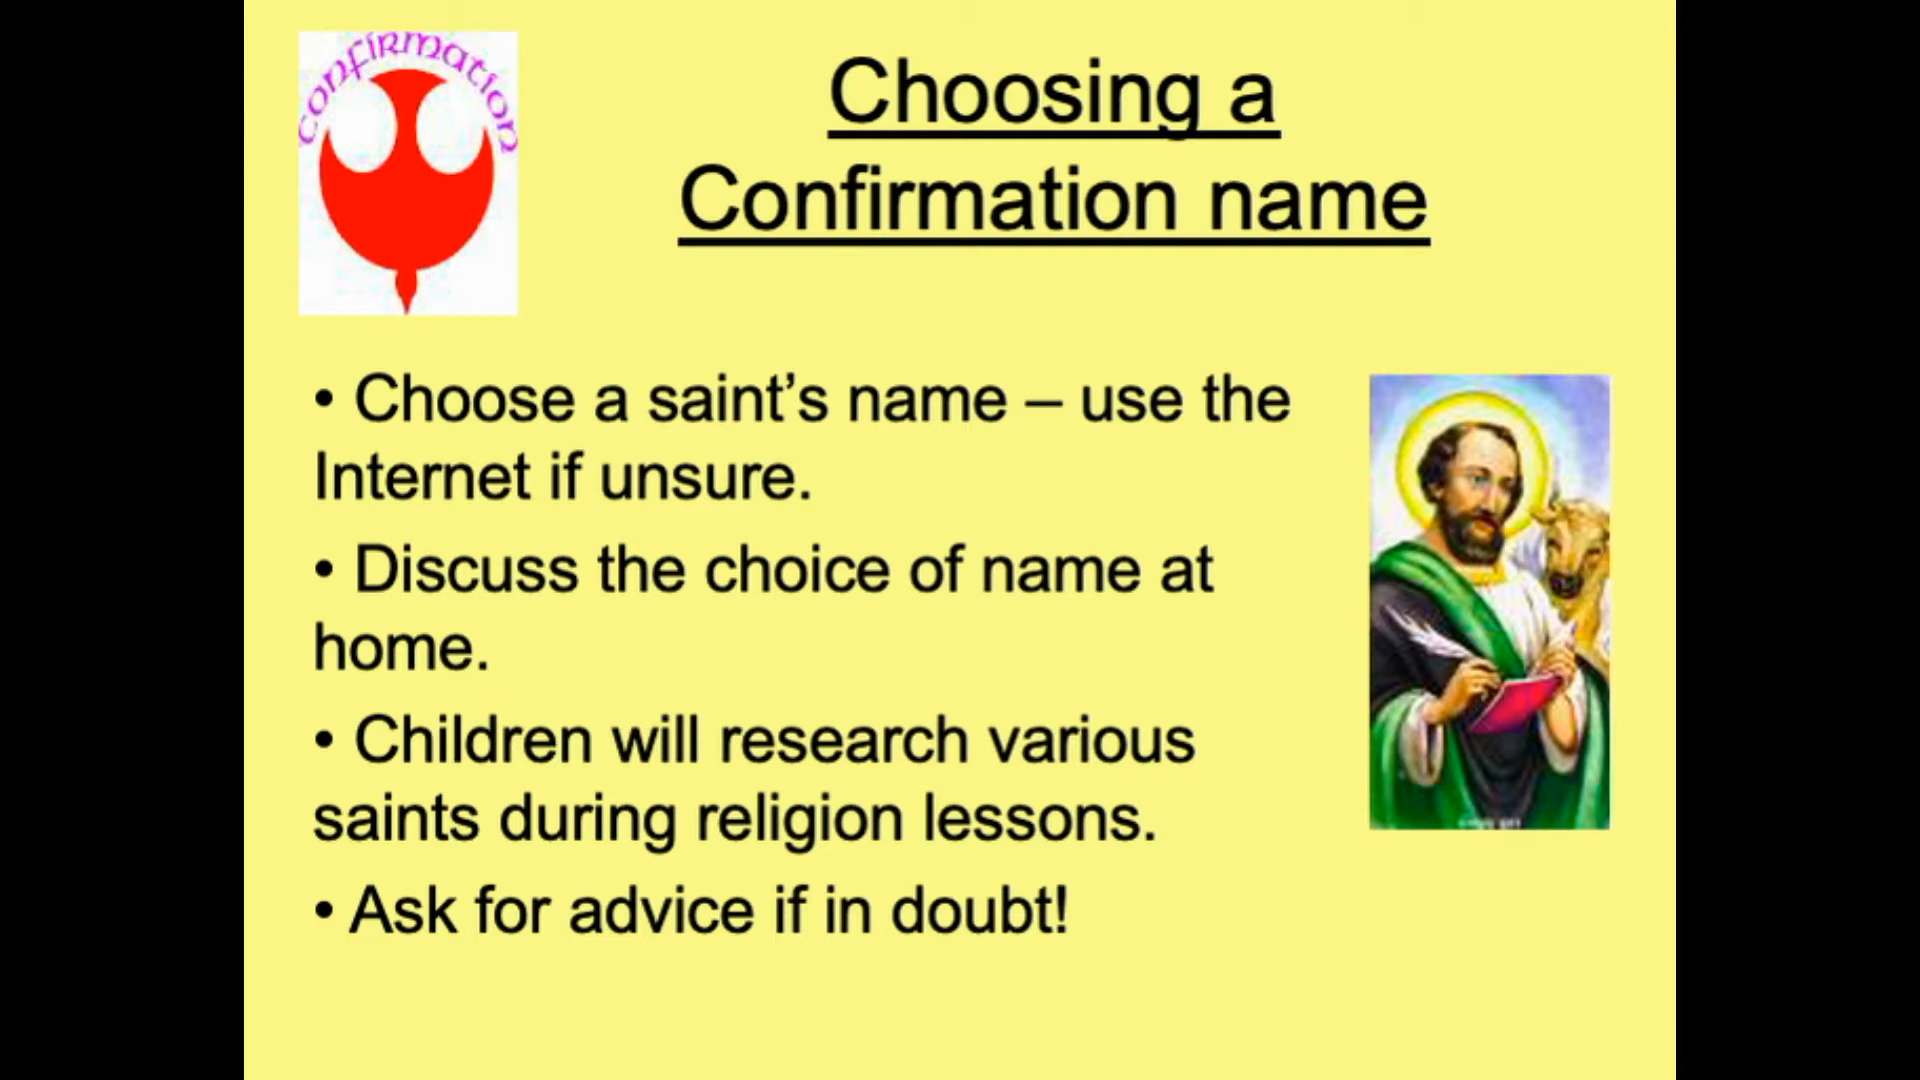 confirmation
Choosing a
Confirmation name
• Choose a saint’s name – use the
Internet if unsure.
• Discuss the choice of name at
home.
• Children will research various
saints during religion lessons.
• Ask for advice if in doubt!